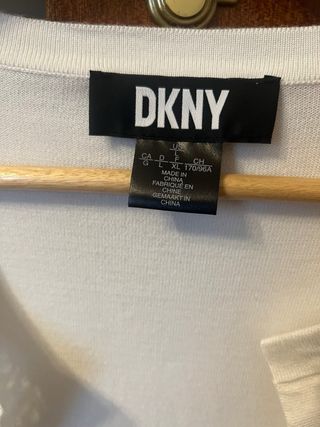 DKNY
US
L
CA D F CH
G L XL 170/96A
MADE IN
CHINA
FABRIQUÉ EN
CHINE
GEMAAKT IN
CHINA